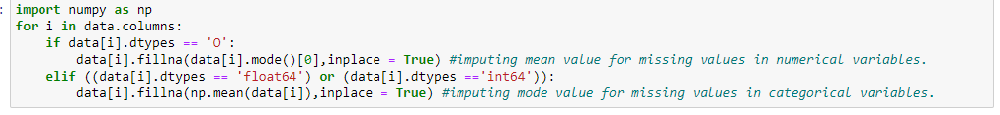 : import numpy as np
for i in data.columns:
    if data[i].dtypes == 'O':
        data[i].fillna(data[i].mode()[0],inplace = True) #imputing mean value for missing values in numerical variables.
    elif ((data[i].dtypes == 'float64') or (data[i].dtypes =='int64')):
        data[i].fillna(np.mean(data[i]),inplace = True) #imputing mode value for missing values in categorical variables.